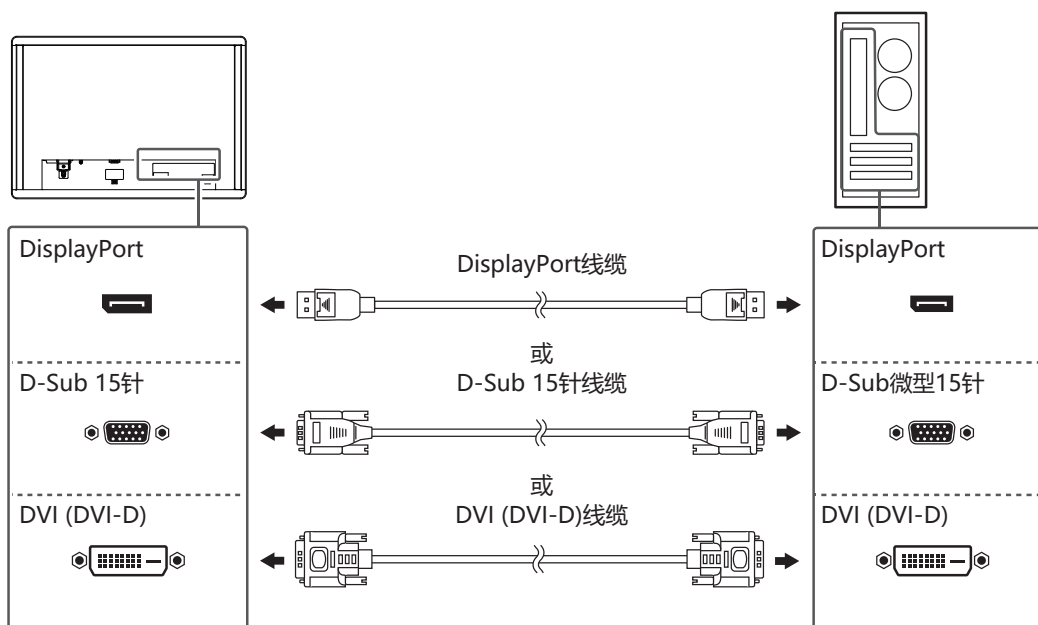 DisplayPort
DisplayPort线缆
DisplayPort
或
D-Sub 15针
D-Sub 15针线缆
D-Sub微型15针
或
DVI (DVI-D)
DVI (DVI-D)线缆
DVI (DVI-D)